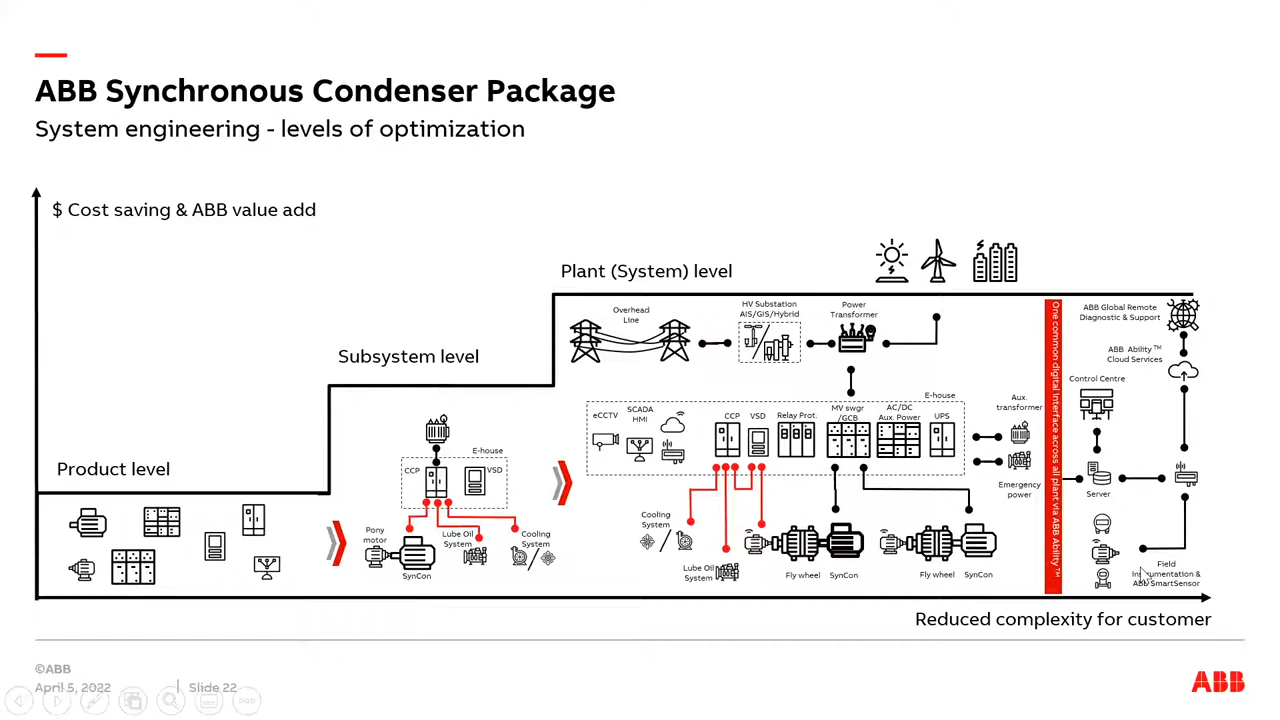 ABB Synchronous Condenser Package
System engineering - levels of optimization
$ Cost saving & ABB value add
Product level
Subsystem level
E-house
CCP
VSD
Pony
motor
SynCon
Lube Oil
System
Cooling
System
Plant (System) level
Overhead
Line
HV Substation
AIS/GIS/Hybrid
Power
Transformer
E-house
eCCTV
SCADA
HMI
CCP
VSD
Relay Prot.
MV swgr
/GCB
AC/DC
Aux. Power
UPS
Aux.
transformer
Emergency
power
Cooling
System
Lube Oil
System
Fly wheel
SynCon
Fly wheel
SynCon
One common digital interface across all plant via ABB Ability™
ABB Global Remote
Diagnostic & Support
ABB Ability™
Cloud Services
Control Centre
Server
Field
instrumentation &
ABB SmartSensor
Reduced complexity for customer
©ABB
April 5, 2022
Slide 22
ABB